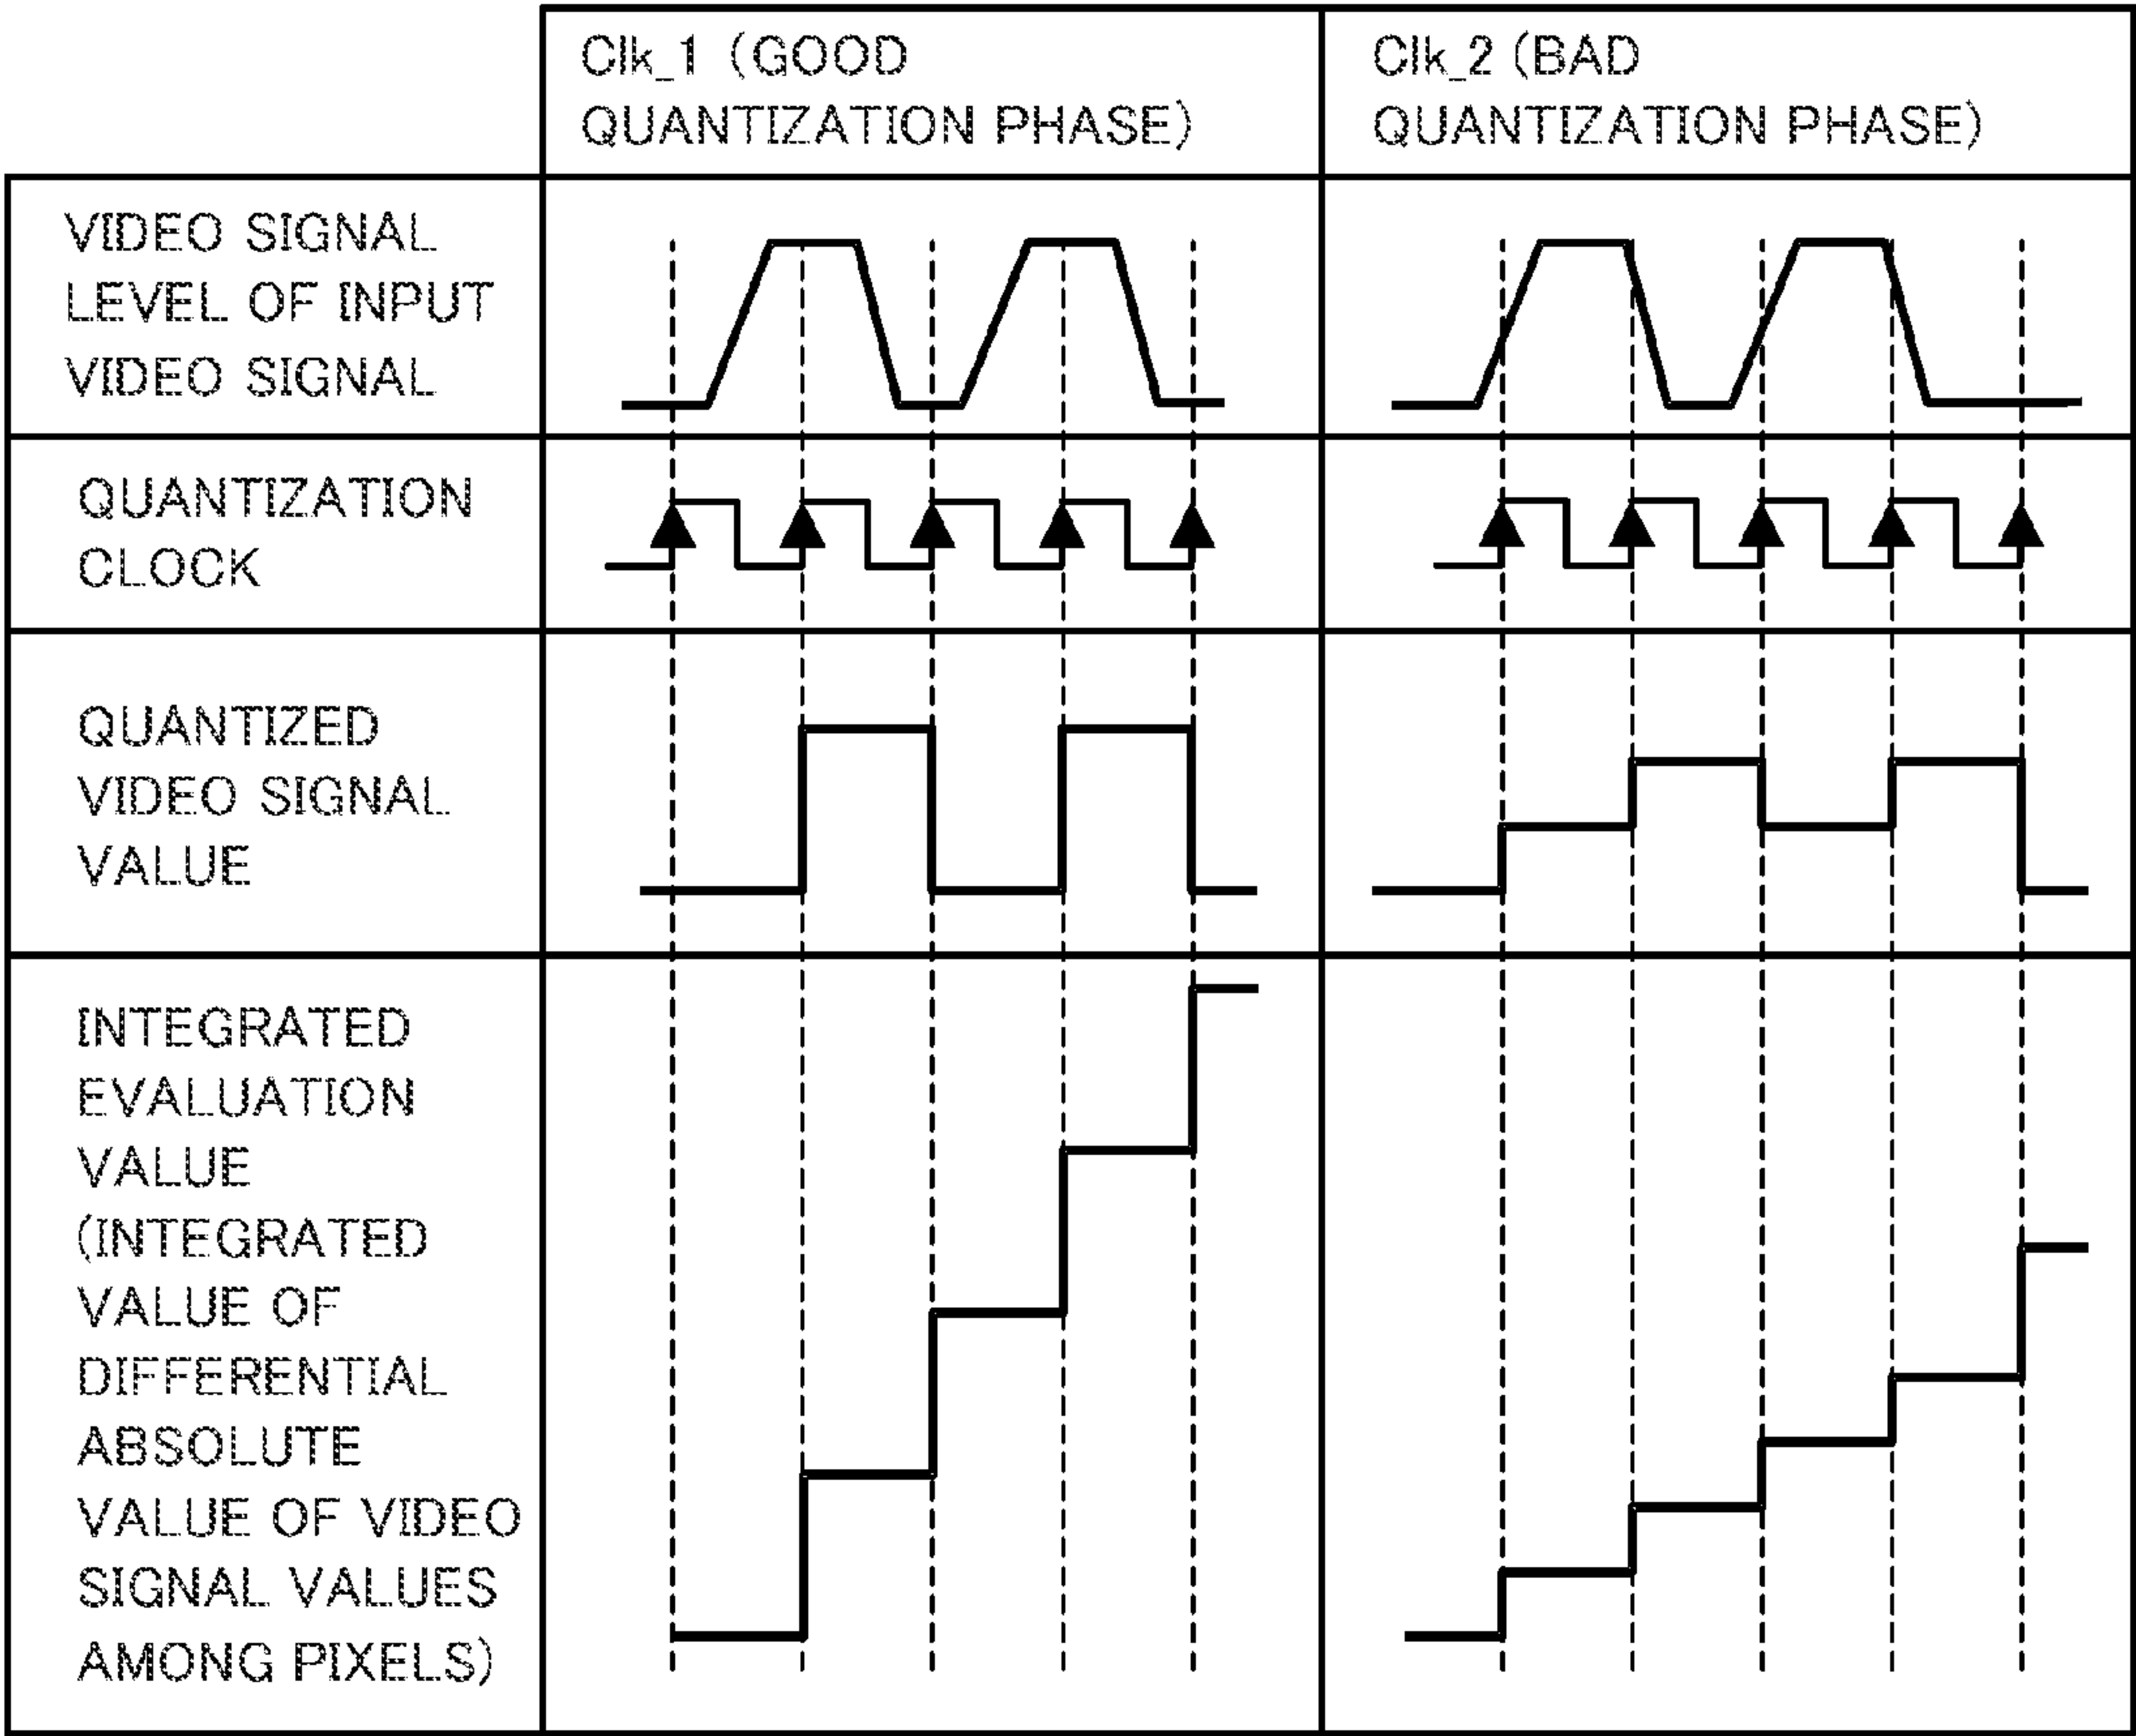 Clk_1 (GOOD
QUANTIZATION PHASE)
Clk_2 (BAD
QUANTIZATION PHASE)
VIDEO SIGNAL
LEVEL OF INPUT
VIDEO SIGNAL
QUANTIZATION
CLOCK
QUANTIZED
VIDEO SIGNAL
VALUE
INTEGRATED
EVALUATION
VALUE
(INTEGRATED
VALUE OF
DIFFERENTIAL
ABSOLUTE
VALUE OF VIDEO
SIGNAL VALUES
AMONG PIXELS)